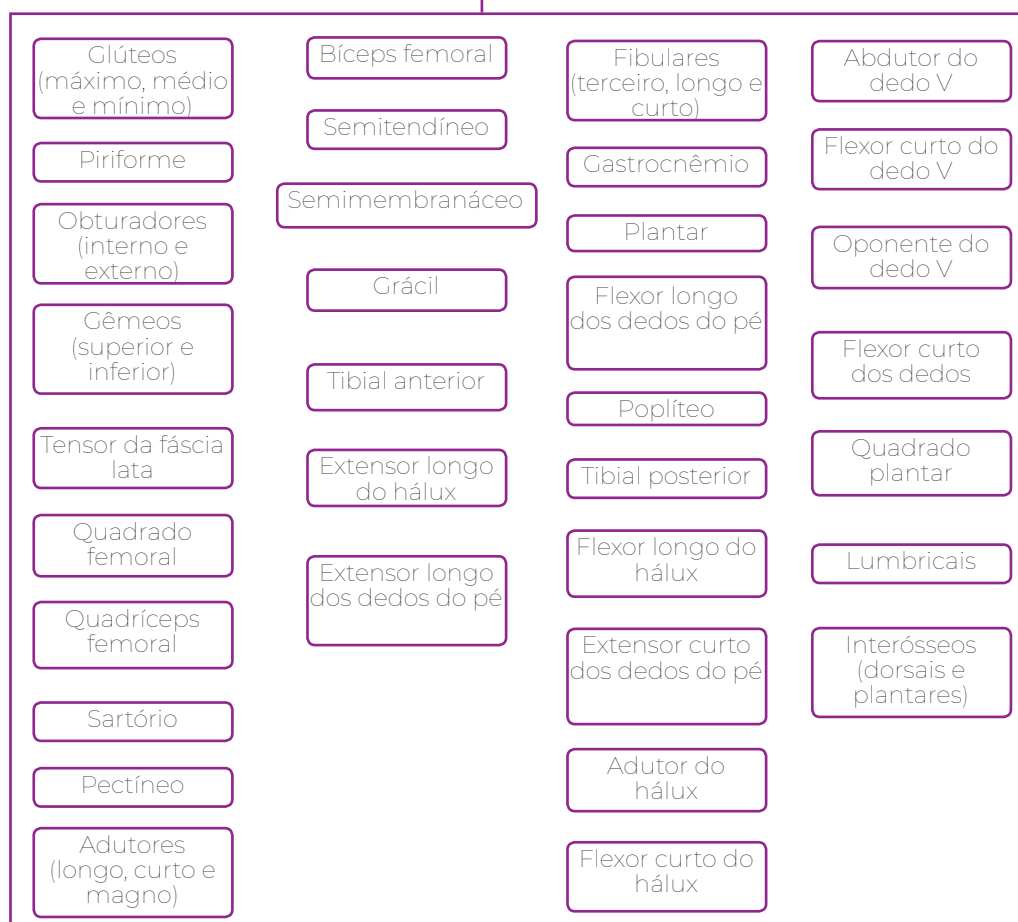 Glúteos
(máximo, médio
e mínimo)
Piriforme
Obturadores
(interno e
externo)
Gêmeos
(superior e
inferior)
Tensor da fáscia
lata
Quadrado
femoral
Quadríceps
femoral
Sartório
Pectíneo
Adutores
(longo, curto e
magno)
Bíceps femoral
Semitendíneo
Semimembranáceo
Grácil
Tibial anterior
Extensor longo
do hálux
Extensor longo
dos dedos do pé
Fibulares
(terceiro, longo e
curto)
Gastrocnêmio
Plantar
Flexor longo
dos dedos do pé
Poplíteo
Tibial posterior
Flexor longo do
hálux
Extensor curto
dos dedos do pé
Adutor do
hálux
Flexor curto do
hálux
Abdutor do
dedo V
Flexor curto do
dedo V
Oponente do
dedo V
Flexor curto
dos dedos
Quadrado
plantar
Lumbricais
Interósseos
(dorsais e
plantares)